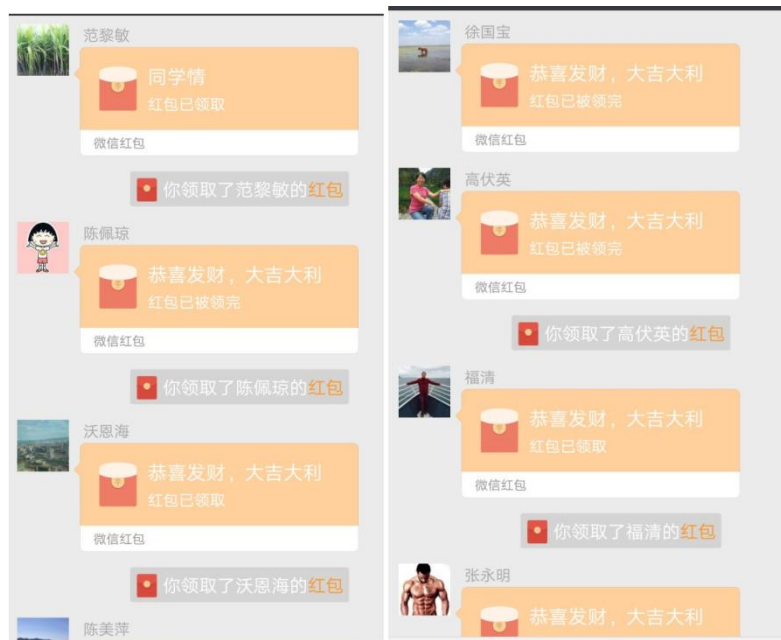 范黎敏
同学情
红包已领取
微信红包
你领取了范黎敏的红包
陈佩琼
恭喜发财，大吉大利
红包已被领完
微信红包
你领取了陈佩琼的红包
沃恩海
恭喜发财，大吉大利
红包已领取
微信红包
你领取了沃恩海的红包
陈美萍
徐国宝
恭喜发财，大吉大利
红包已被领完
微信红包
高伏英
恭喜发财，大吉大利
红包已被领完
微信红包
你领取了高伏英的红包
福清
恭喜发财，大吉大利
红包已领取
微信红包
你领取了福清的红包
张永明
恭喜发财，大吉大利